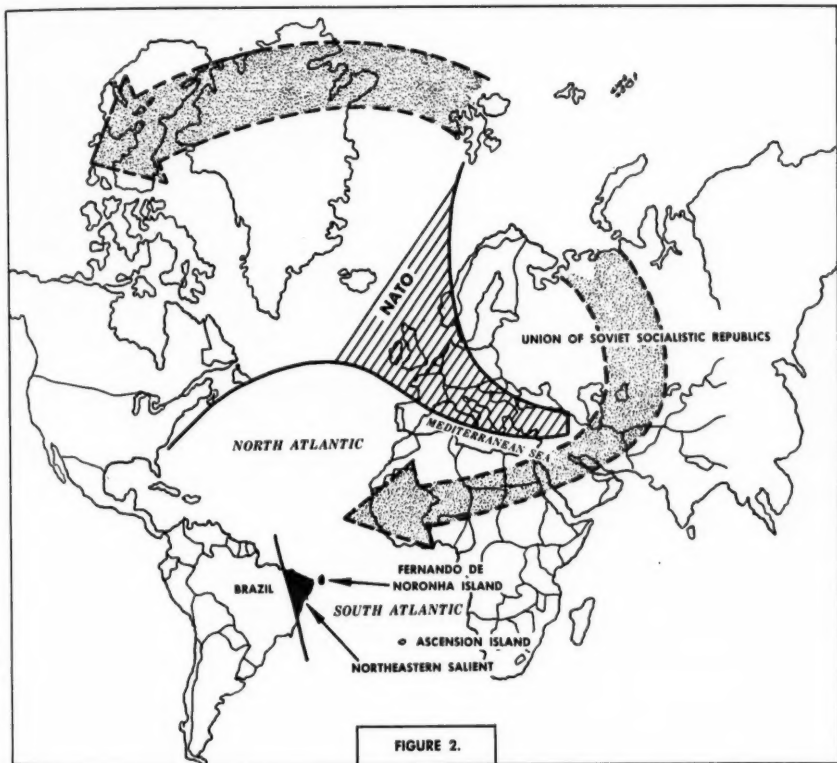 NATO
UNION OF SOVIET SOCIALISTIC REPUBLICS
NORTH ATLANTIC
MEDITERRANEAN SEA
BRAZIL
FERNANDO DE
NORONHA ISLAND
SOUTH ATLANTIC
ASCENSION ISLAND
NORTHEASTERN SALIENT
FIGURE 2.